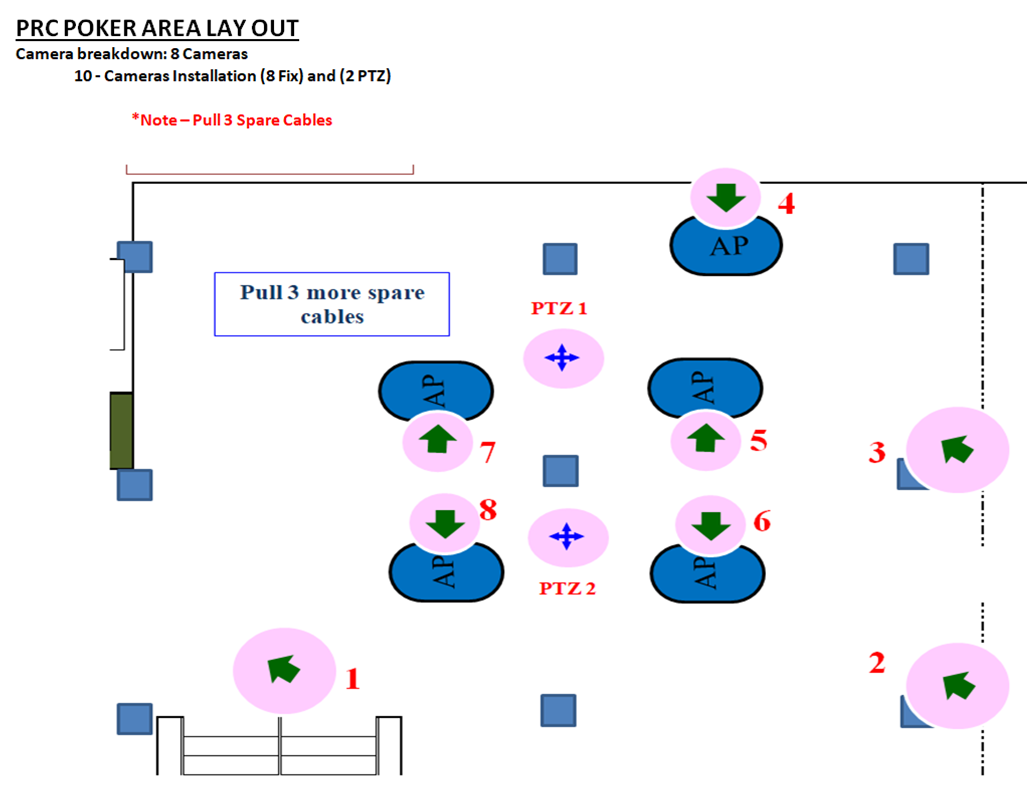 PRC POKER AREA LAY OUT
Camera breakdown: 8 Cameras
10 - Cameras Installation (8 Fix) and (2 PTZ)
*Note – Pull 3 Spare Cables
4
AP
Pull 3 more spare
cables
PTZ 1
AP
AP
7
5
3
8
6
AP
AP
PTZ 2
1
2